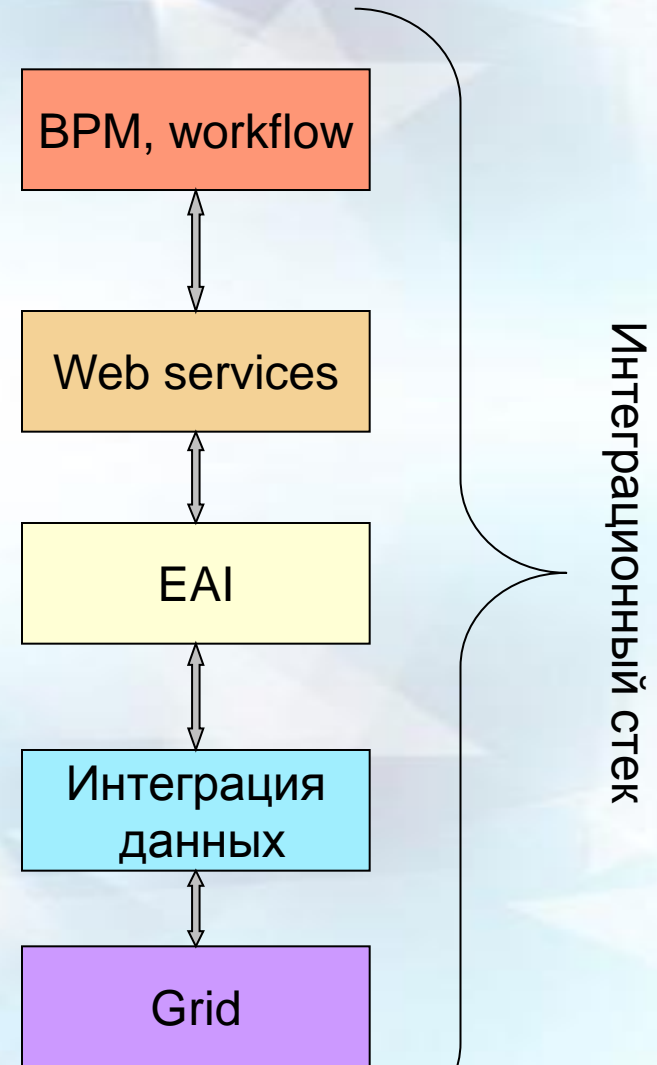 BPM, workflow
Web services
EAI
Интеграция
данных
Grid
Интеграционный стек